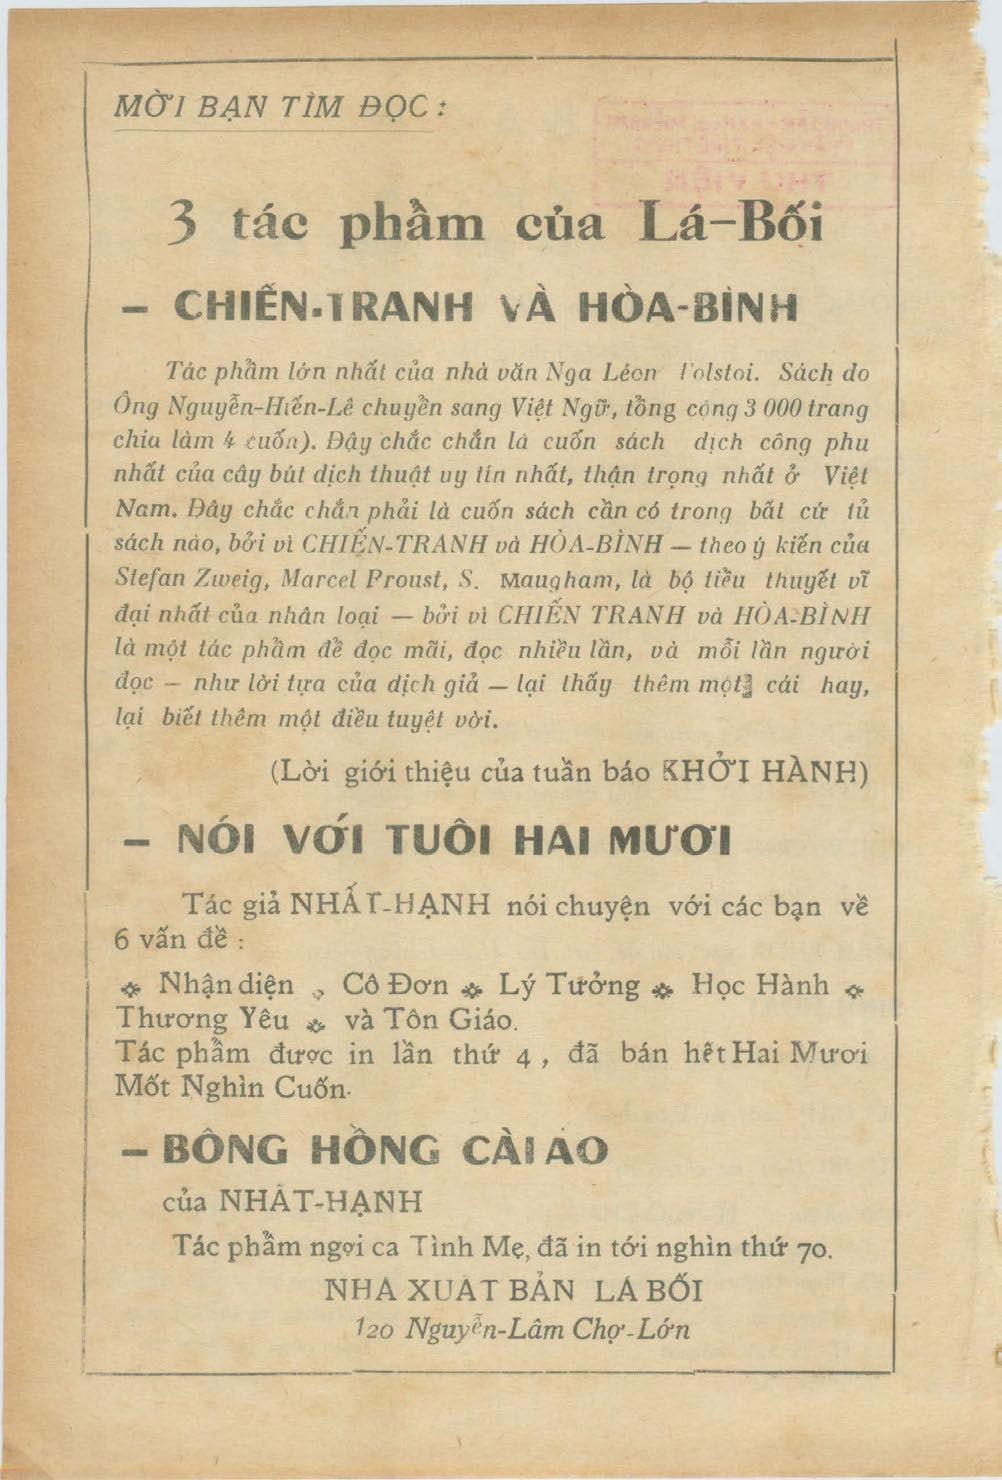 MỜI BẠN TÌM ĐỌC :
3 tác phẩm của Lá-Bối
– CHIẾN-TRANH VÀ HÒA-BÌNH
Tác phẩm lớn nhất của nhà văn Nga Léon Tolstoi. Sách do
Ông Nguyễn-Hiến-Lê chuyển sang Việt Ngữ, tổng cộng 3 000 trang
chia làm 4 cuốn). Đậy chắc chắn là cuốn sách dịch công phu
nhất của cây bút dịch thuật uy tín nhất, thận trọng nhất ở Việt
Nam. Đây chắc chắn phải là cuốn sách cần có trong bất cứ tủ
sách nào, bởi vì CHIẾN-TRANH và HÒA-BÌNH — theo ý kiến của
Stefan Zweig, Marcel Proust, S. Maugham, là bộ tiểu thuyết vĩ
đại nhất của nhân loại — bởi vì CHIẾN TRANH và HÒA-BÌNH
là một tác phẩm để đọc mãi, đọc nhiều lần, và mỗi lần người
đọc — như lời tựa của dịch giả — lại thấy thêm một cái hay,
lại biết thêm một điều tuyệt vời.
(Lời giới thiệu của tuần báo KHỞI HÀNH)
– NÓI VỚI TUỔI HAI MƯƠI
Tác giả NHẤT-HẠNH nói chuyện với các bạn về
6 vấn đề :
Nhận diện Cô Đơn Lý Tưởng Học Hành
Thương Yêu và Tôn Giáo.
Tác phẩm được in lần thứ 4 , đã bán hết Hai Mươi
Mốt Nghìn Cuốn.
– BÔNG HỒNG CÀI ÁO
của NHẤT-HẠNH
Tác phẩm ngợi ca Tình Mẹ, đã in tới nghìn thứ 70.
NHÀ XUẤT BẢN LÁ BỐI
120 Nguyễn-Lâm Chợ-Lớn